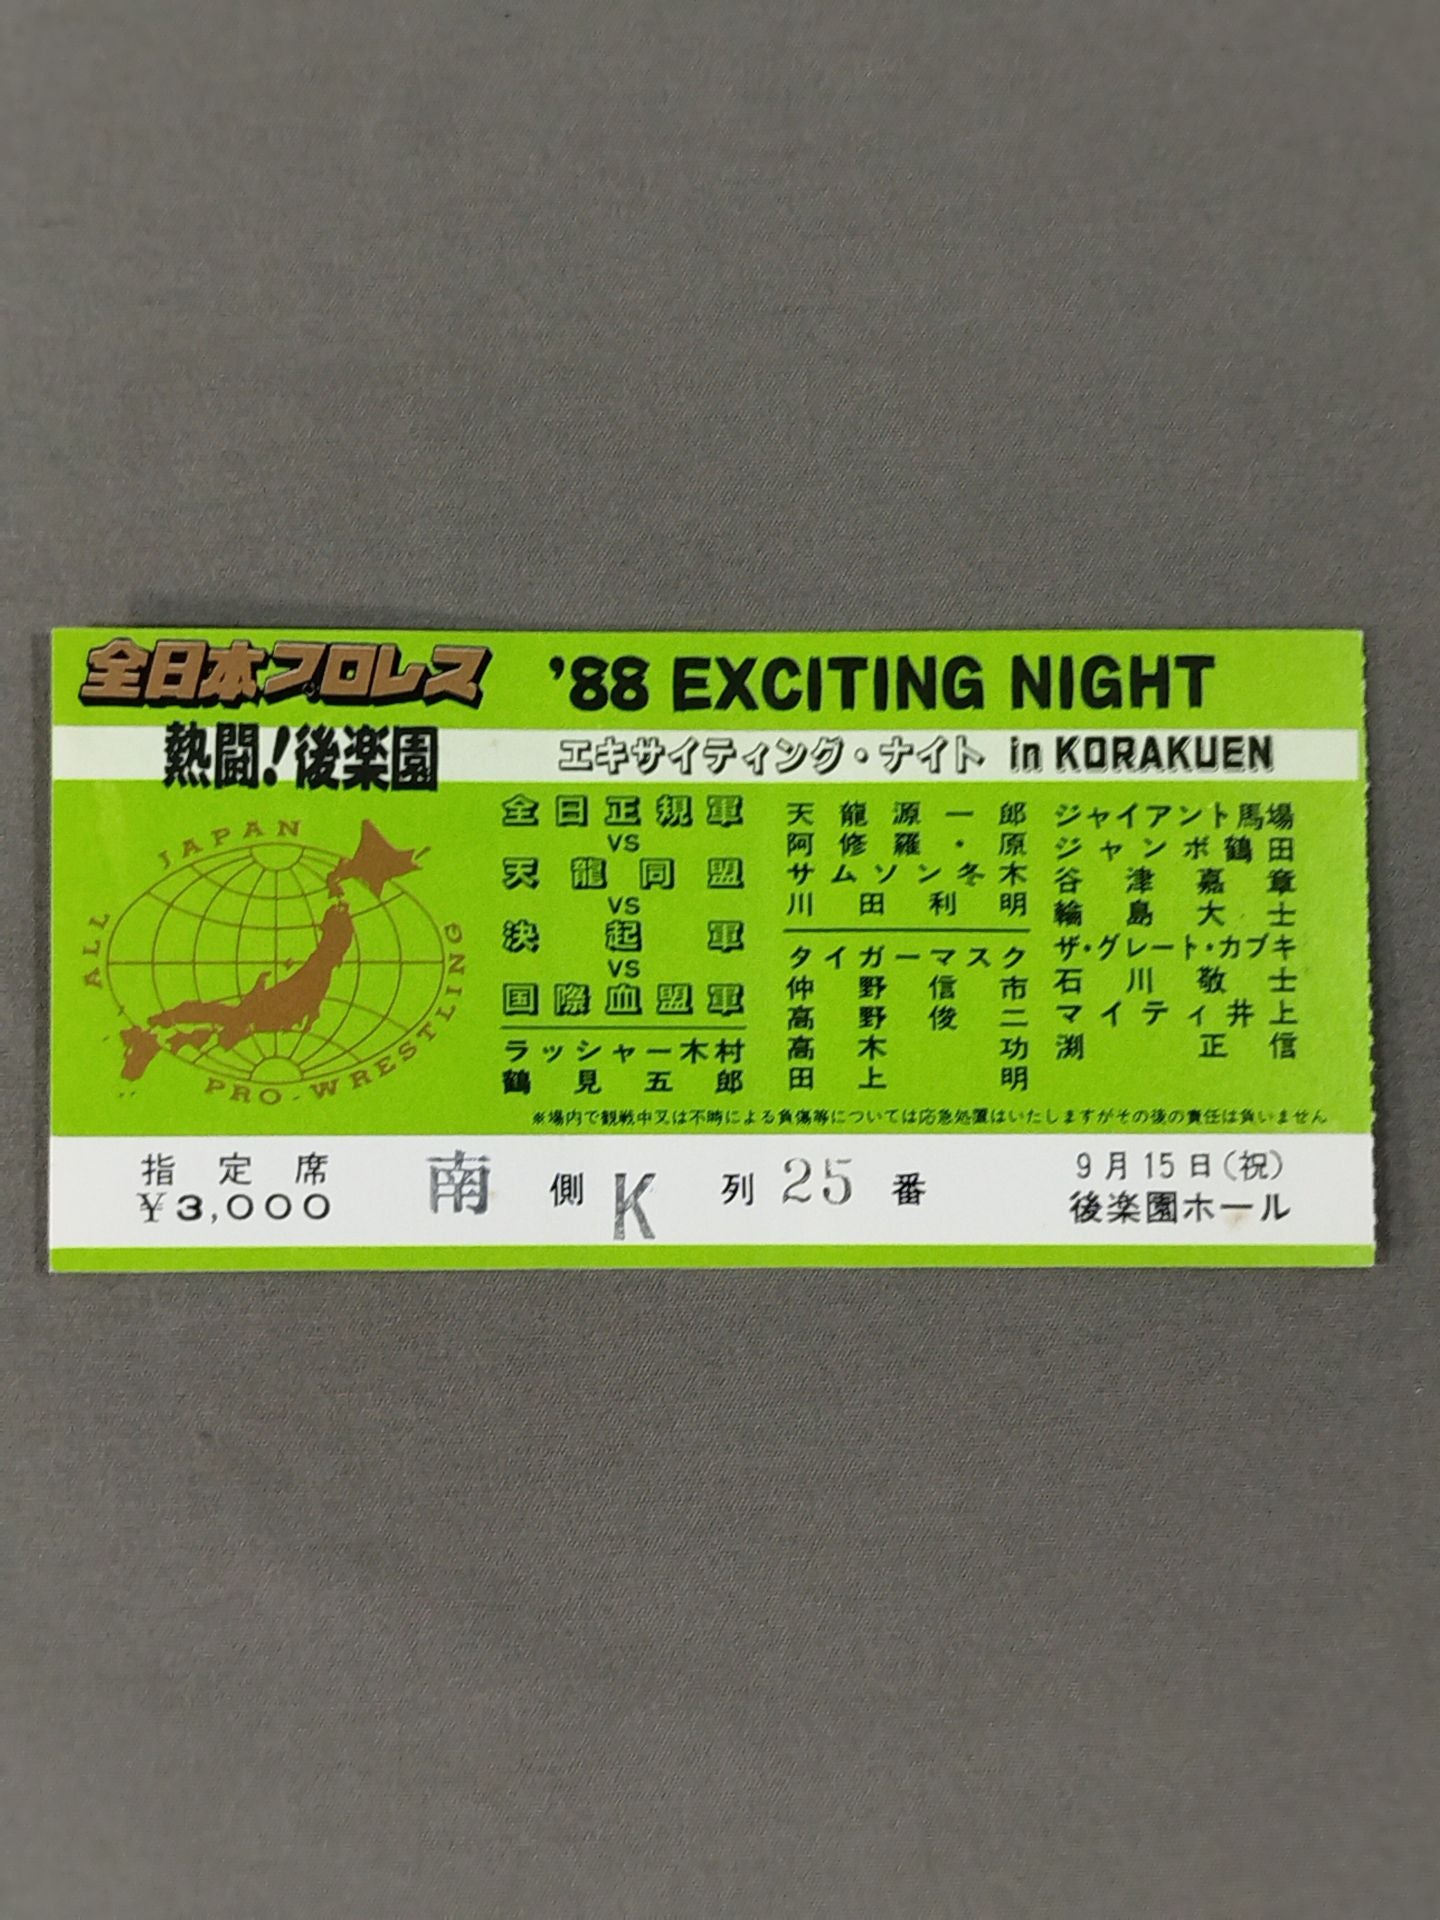 全日本プロレス
'88 EXCITING NIGHT
熱闘!後楽園
エキサイティング・ナイト in KORAKUEN
ALL JAPAN PRO-WRESTLING
全日正規軍
VS
天龍同盟
VS
決起軍
VS
国際血盟軍
ラッシャー木村
鶴見五郎
天龍源一郎
阿修羅・原
サムソン冬木
川田利明
タイガーマスク
仲野信市
高野俊二
高木功
田上明
ジャイアント馬場
ジャンボ鶴田
谷津嘉章
輪島大士
ザ・グレート・カブキ
石川敬士
マイティ井上
渕正信
※場内で観戦中又は不時による負傷等については応急処置はいたしますがその後の責任は負いません
指定席
¥3,000
南側K列25番
9月15日(祝)
後楽園ホール